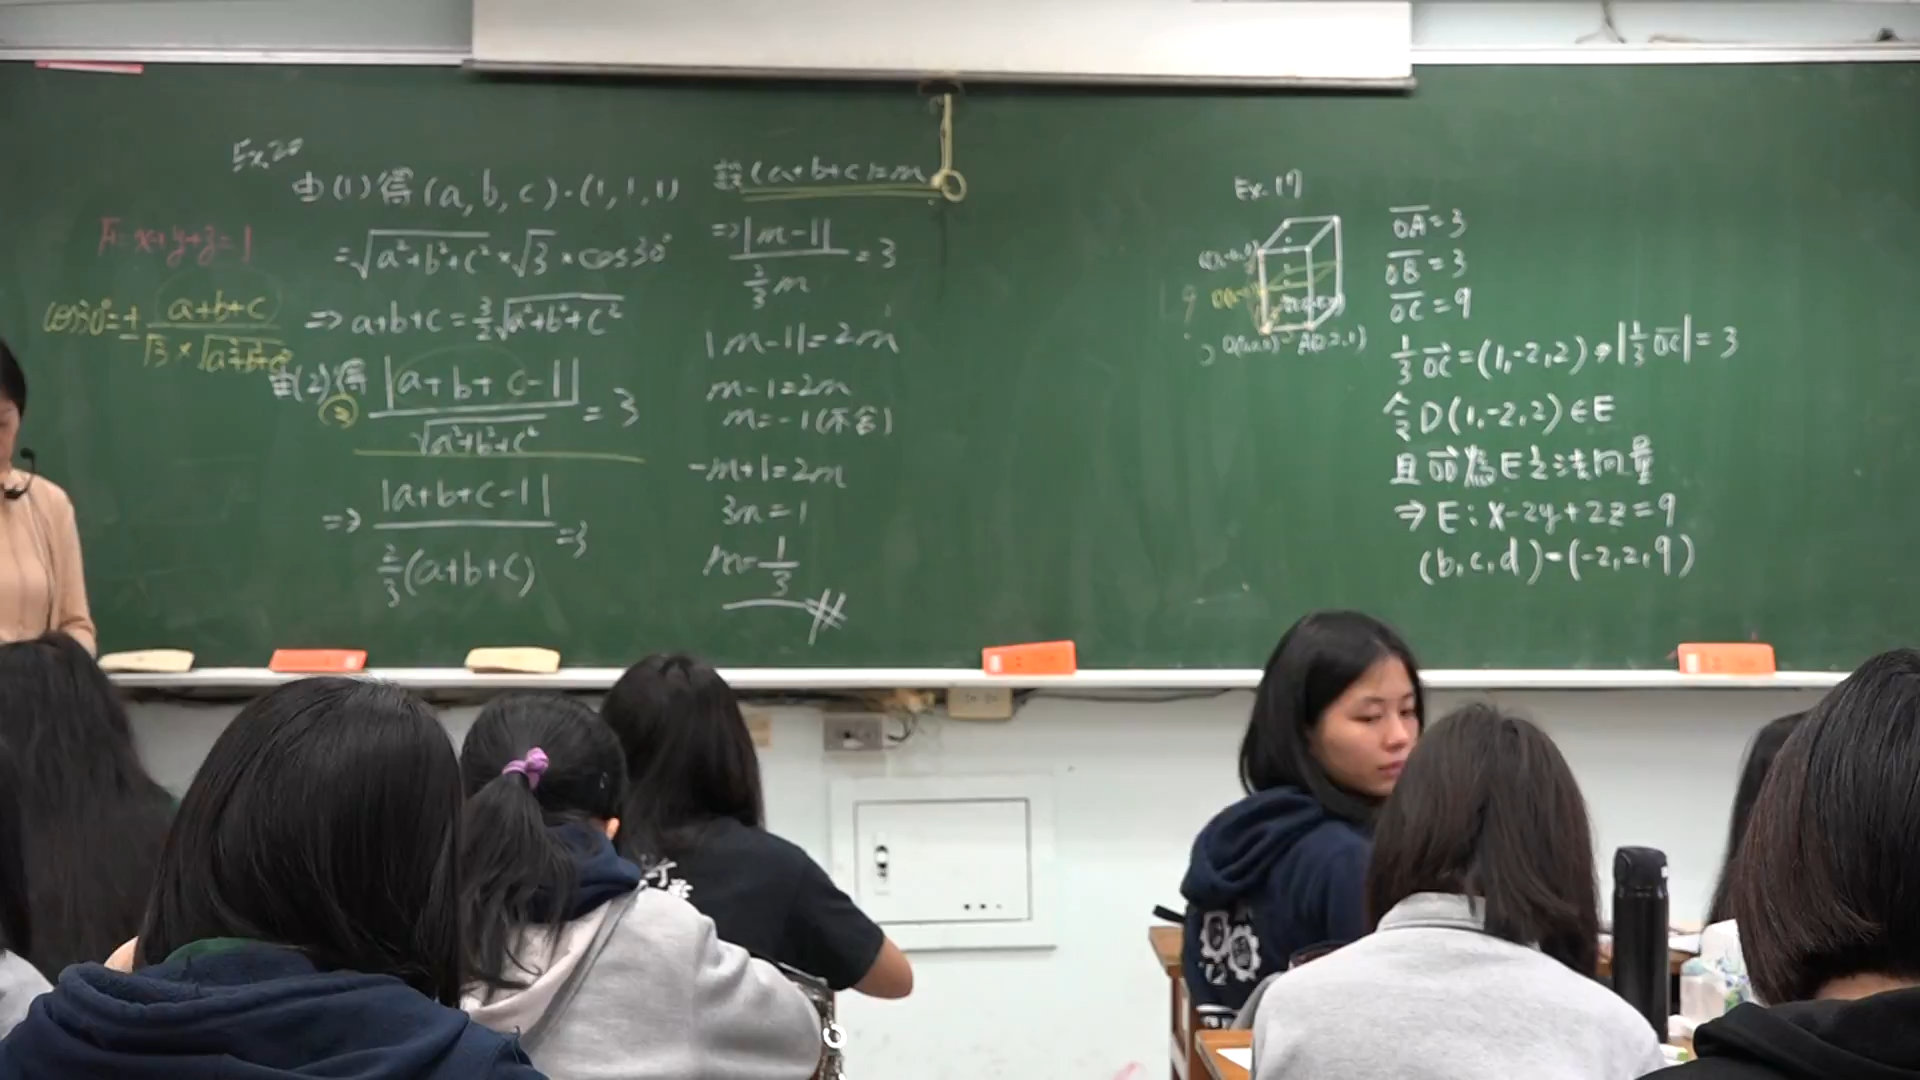 Ex.20
由(1)得(a, b, c)·(1, 1, 1)
=√(a²+b²+c²) × √3 × cos30°
⇒ a+b+c = 3/2 √(a²+b²+c²)
由(2)得 |a+b+c-1| / √(a²+b²+c²) = 3
⇒ |a+b+c-1| / 2/3(a+b+c) = 3
x+y+z=1
=± a+b+c / √3 × √(a²+b²+c²)
設(a+b+c)=m
⇒ |m-1| / 2/3 m = 3
|m-1|=2m
m-1=2m
m=-1(不合)
-m+1=2m
3m=1
m=1/3
Ex.17
OA=3
OB=3
OC=9
1/3 OC=(1,-2,2) ⇒ |1/3 OC|=3
令D(1,-2,2)∈E
且OD為E之法向量
⇒ E: x-2y+2z=9
(b,c,d)=(-2,2,9)